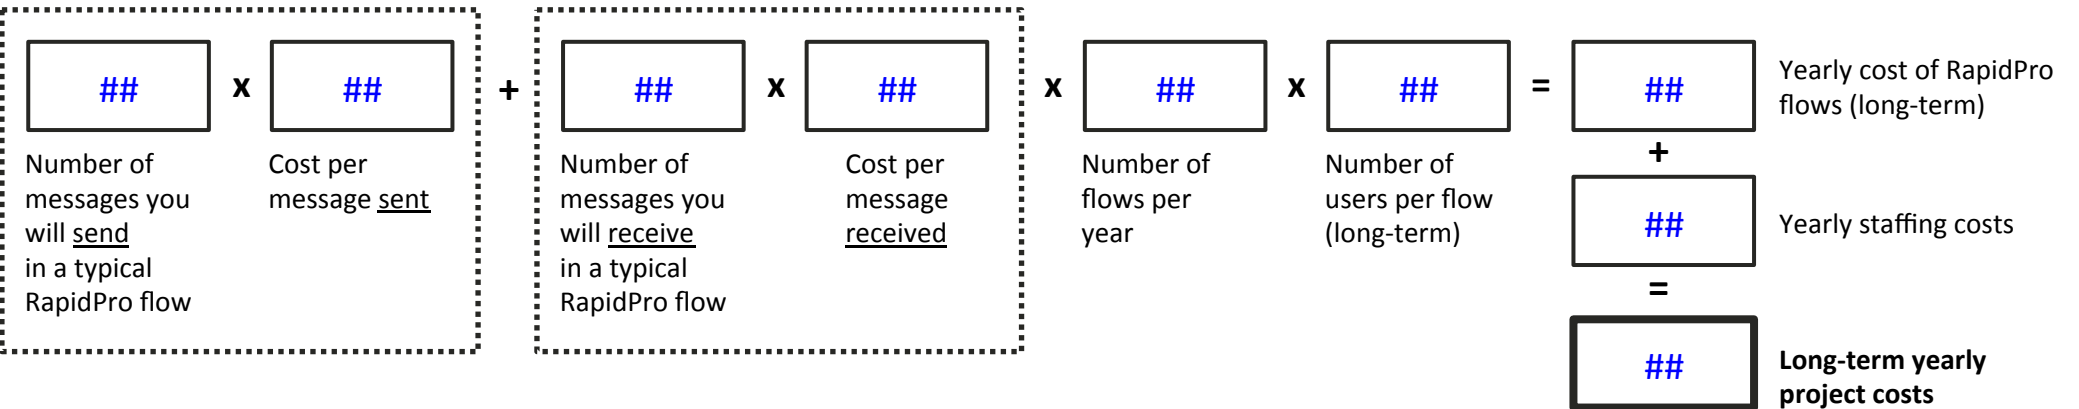 ## x ## + ## x ## x ## x ## = ##
Yearly cost of RapidPro
flows (long-term)
Number of
messages you
will send
in a typical
RapidPro flow
Cost per
message sent
Number of
messages you
will receive
in a typical
RapidPro flow
Cost per
message
received
Number of
flows per
year
Number of
users per flow
(long-term)
+
##
Yearly staffing costs
=
##
Long-term yearly
project costs